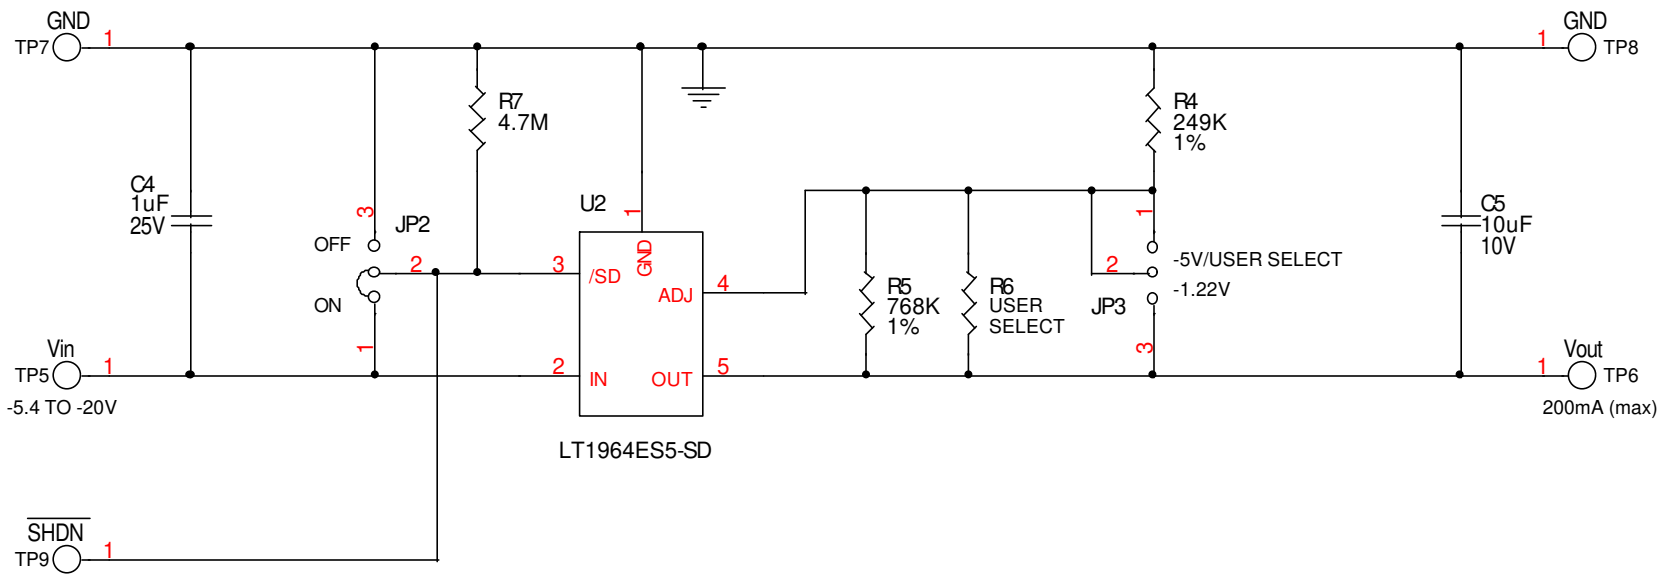 GND
TP7
1
GND
1
TP8
R7
4.7M
R4
249K
1%
C4
1uF
25V
3
JP2
OFF
2
ON
1
U2
1
GND
3
/SD
ADJ
4
2
IN
OUT
5
LT1964ES5-SD
R5
768K
1%
R6
USER
SELECT
1
2
JP3
3
-5V/USER SELECT
-1.22V
C5
10uF
10V
Vin
TP5
1
-5.4 TO -20V
Vout
1
TP6
200mA (max)
SHDN
TP9
1